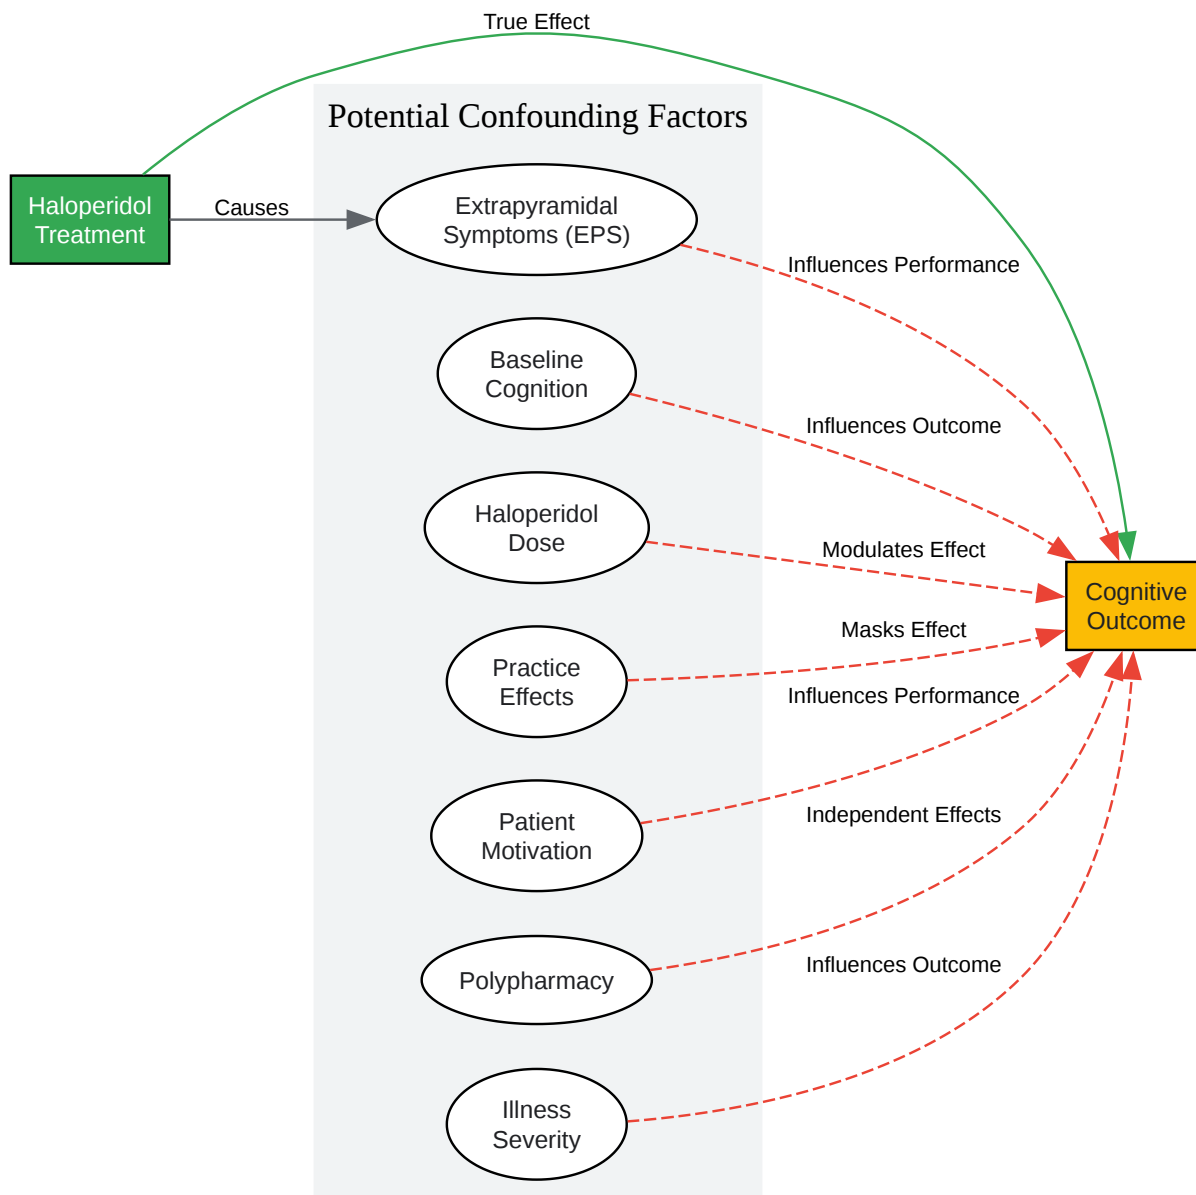 True Effect
Potential Confounding Factors
Haloperidol
Treatment
Causes
Extrapyramidal
Symptoms (EPS)
Influences Performance
Baseline
Cognition
Influences Outcome
Haloperidol
Dose
Modulates Effect
Cognitive
Outcome
Practice
Effects
Masks Effect
Influences Performance
Patient
Motivation
Independent Effects
Polypharmacy
Influences Outcome
Illness
Severity